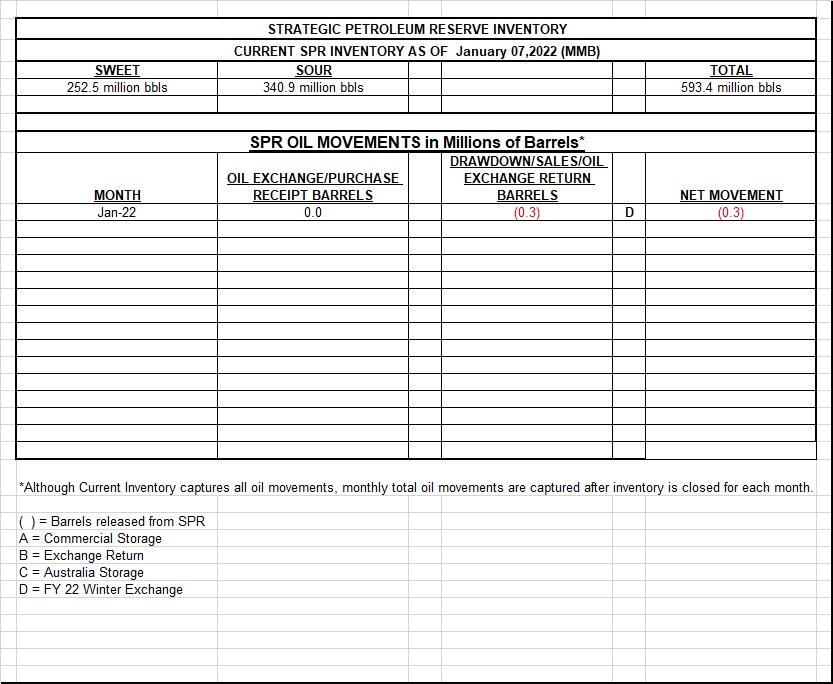 STRATEGIC PETROLEUM RESERVE INVENTORY
CURRENT SPR INVENTORY AS OF  January 07,2022 (MMB)
SWEET SOUR TOTAL
252.5 million bbls 340.9 million bbls 593.4 million bbls
SPR OIL MOVEMENTS in Millions of Barrels*
MONTH
OIL EXCHANGE/PURCHASE
RECEIPT BARRELS
DRAWDOWN/SALES/OIL
EXCHANGE RETURN
BARRELS
NET MOVEMENT
Jan-22 0.0 (0.3) D (0.3)
*Although Current Inventory captures all oil movements, monthly total oil movements are captured after inventory is closed for each month.
(  ) = Barrels released from SPR
A = Commercial Storage
B = Exchange Return
C = Australia Storage
D = FY 22 Winter Exchange